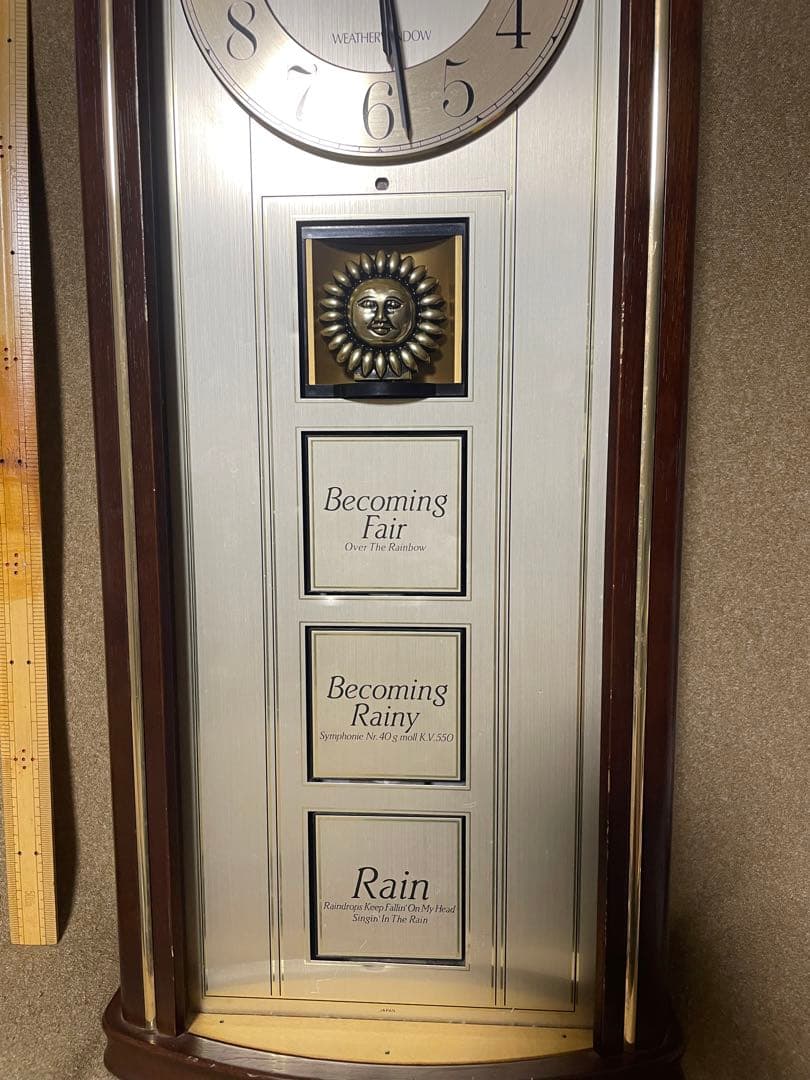 8
4
WEATHER WINDOW
7
6
5
Becoming
Fair
Over The Rainbow
Becoming
Rainy
Symphonie Nr. 40 g moll K.V. 550
Rain
Raindrops Keep Fallin' On My Head
Singin' In The Rain
JAPAN